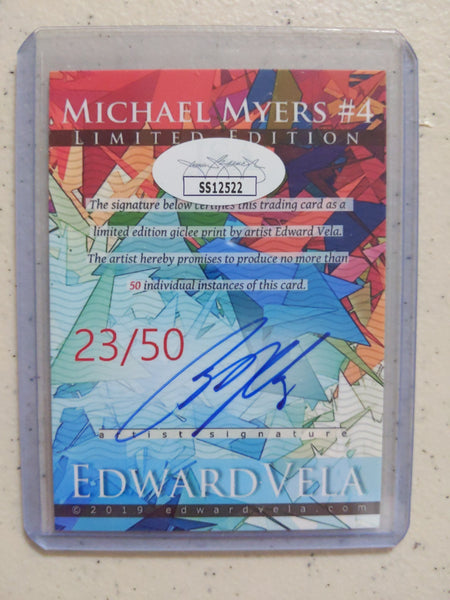 MICHAEL MYERS #4
LIMITED EDITION
SS12522
The signature below certifies this trading card as a
limited edition giclee print by artist Edward Vela.
The artist hereby promises to produce no more than
50 individual instances of this card.
23/50
artist signature
EDWARD VELA
© 2019 edwardvela.com